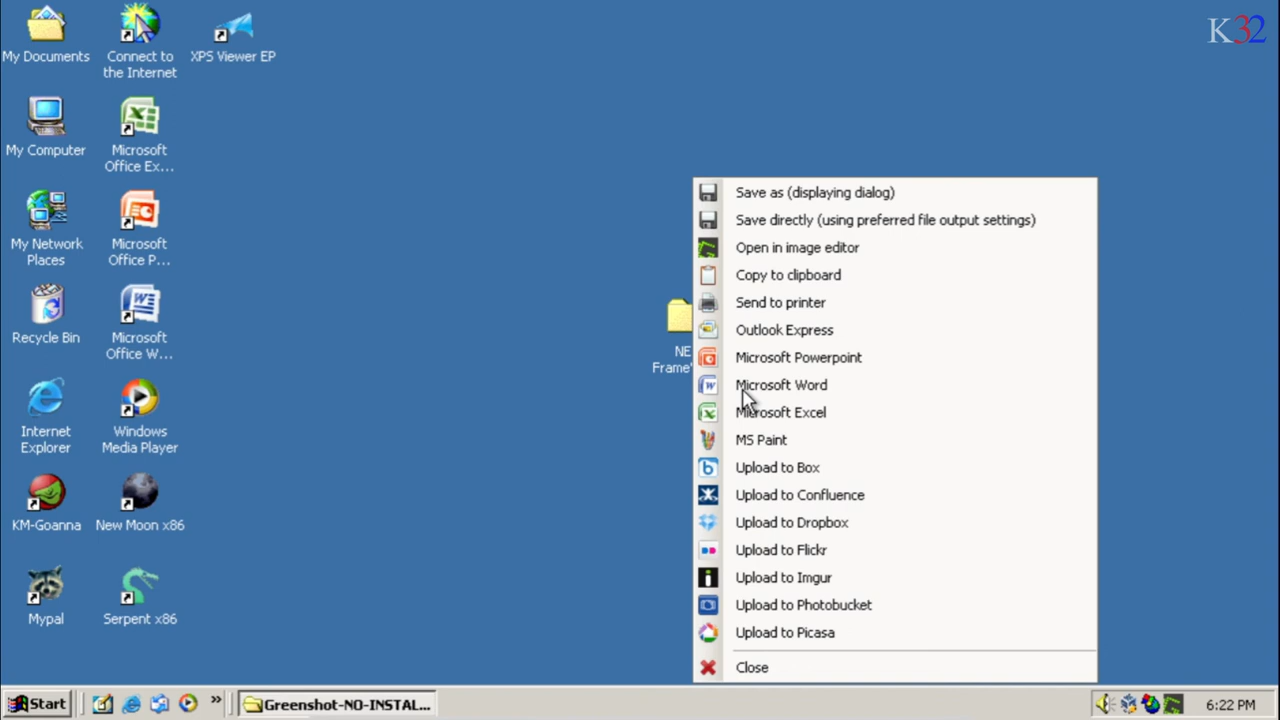 K32
My Documents
Connect to
the Internet
XPS Viewer EP
My Computer
Microsoft
Office Ex...
My Network
Places
Microsoft
Office P...
Recycle Bin
Microsoft
Office W...
Internet
Explorer
Windows
Media Player
KM-Goanna
New Moon x86
Mypal
Serpent x86
NE
Frame
Save as (displaying dialog)
Save directly (using preferred file output settings)
Open in image editor
Copy to clipboard
Send to printer
Outlook Express
Microsoft Powerpoint
Microsoft Word
Microsoft Excel
MS Paint
Upload to Box
Upload to Confluence
Upload to Dropbox
Upload to Flickr
Upload to Imgur
Upload to Photobucket
Upload to Picasa
Close
Start
»
Greenshot-NO-INSTAL...
6:22 PM